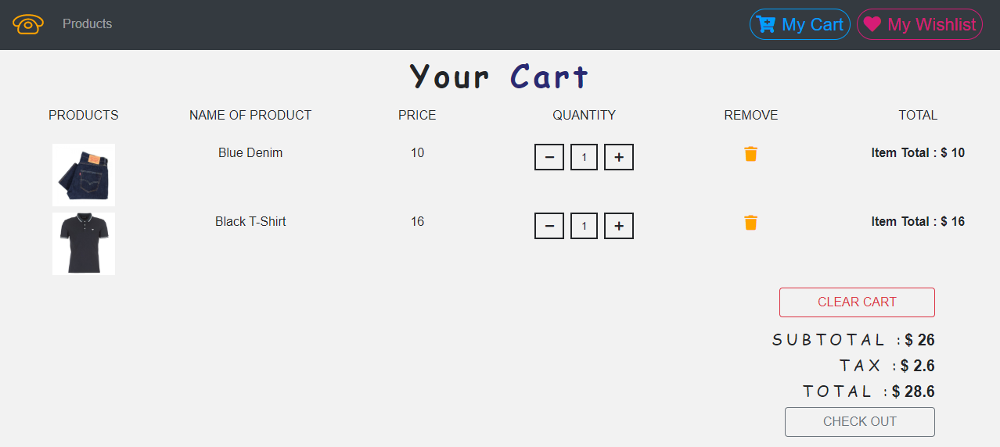 Products My Cart My Wishlist
Your Cart
PRODUCTS NAME OF PRODUCT PRICE QUANTITY REMOVE TOTAL
Blue Denim 10 − 1 + Item Total : $ 10
Black T-Shirt 16 − 1 + Item Total : $ 16
CLEAR CART
SUBTOTAL : $ 26
TAX : $ 2.6
TOTAL : $ 28.6
CHECK OUT